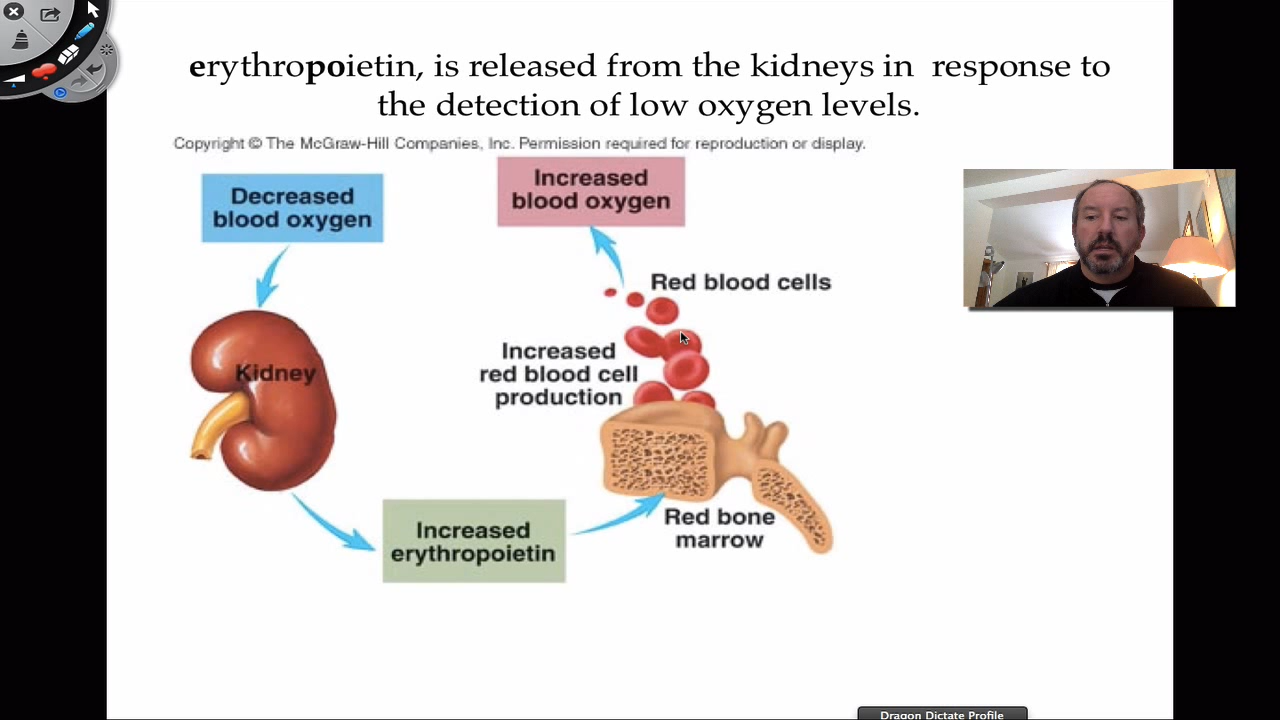 erythropoietin, is released from the kidneys in  response to
the detection of low oxygen levels.
Copyright © The McGraw-Hill Companies, Inc. Permission required for reproduction or display.
Decreased
blood oxygen
Increased
blood oxygen
Red blood cells
Increased
red blood cell
production
Kidney
Increased
erythropoietin
Red bone
marrow
Dragon Dictate Profile